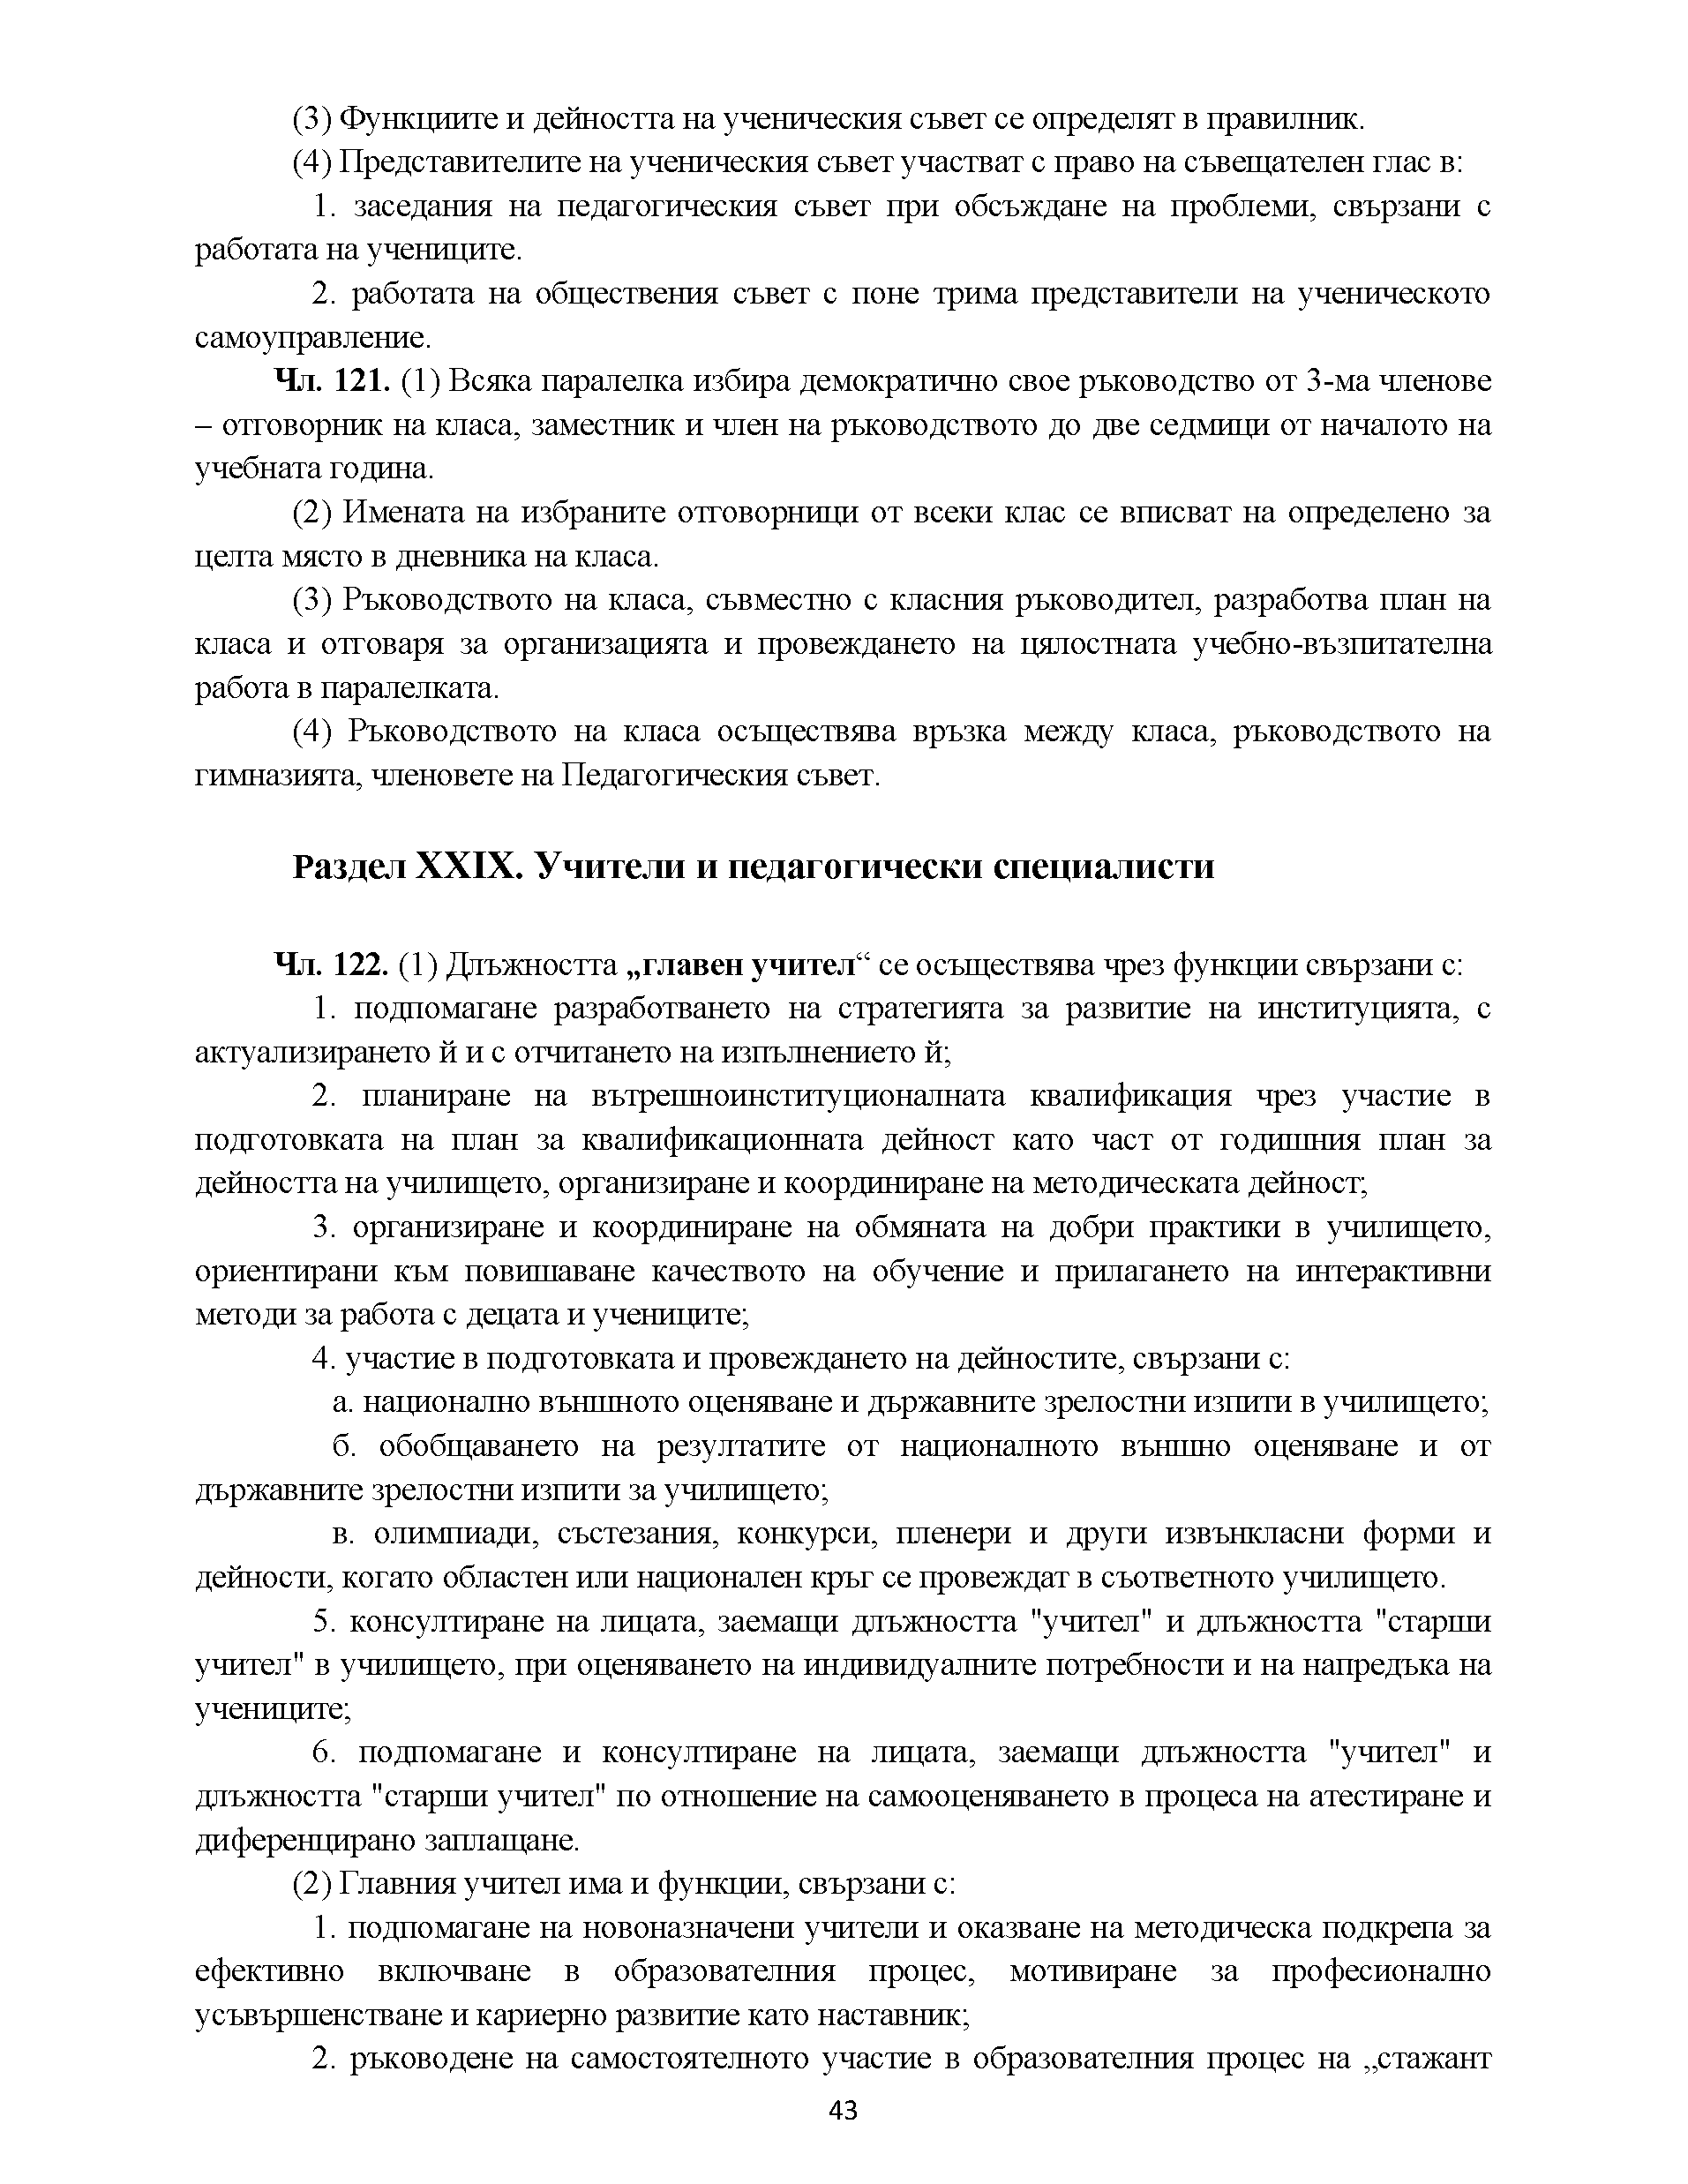 (3) Функциите и дейността на ученическия съвет се определят в правилник.
(4) Представителите на ученическия съвет участват с право на съвещателен глас в:
1. заседания на педагогическия съвет при обсъждане на проблеми, свързани с
работата на учениците.
2. работата на обществения съвет с поне трима представители на ученическото
самоуправление.
Чл. 121. (1) Всяка паралелка избира демократично свое ръководство от 3-ма членове
– отговорник на класа, заместник и член на ръководството до две седмици от началото на
учебната година.
(2) Имената на избраните отговорници от всеки клас се вписват на определено за
целта място в дневника на класа.
(3) Ръководството на класа, съвместно с класния ръководител, разработва план на
класа и отговаря за организацията и провеждането на цялостната учебно-възпитателна
работа в паралелката.
(4) Ръководството на класа осъществява връзка между класа, ръководството на
гимназията, членовете на Педагогическия съвет.
Раздел XXIX. Учители и педагогически специалисти
Чл. 122. (1) Длъжността „главен учител“ се осъществява чрез функции свързани с:
1. подпомагане разработването на стратегията за развитие на институцията, с
актуализирането й и с отчитането на изпълнението й;
2. планиране на вътрешноинституционалната квалификация чрез участие в
подготовката на план за квалификационната дейност като част от годишния план за
дейността на училището, организиране и координиране на методическата дейност;
3. организиране и координиране на обмяната на добри практики в училището,
ориентирани към повишаване качеството на обучение и прилагането на интерактивни
методи за работа с децата и учениците;
4. участие в подготовката и провеждането на дейностите, свързани с:
а. национално външното оценяване и държавните зрелостни изпити в училището;
б. обобщаването на резултатите от националното външно оценяване и от
държавните зрелостни изпити за училището;
в. олимпиади, състезания, конкурси, пленери и други извънкласни форми и
дейности, когато областен или национален кръг се провеждат в съответното училището.
5. консултиране на лицата, заемащи длъжността "учител" и длъжността "старши
учител" в училището, при оценяването на индивидуалните потребности и на напредъка на
учениците;
6. подпомагане и консултиране на лицата, заемащи длъжността "учител" и
длъжността "старши учител" по отношение на самооценяването в процеса на атестиране и
диференцирано заплащане.
(2) Главния учител има и функции, свързани с:
1. подпомагане на новоназначени учители и оказване на методическа подкрепа за
ефективно включване в образователния процес, мотивиране за професионално
усъвършенстване и кариерно развитие като наставник;
2. ръководене на самостоятелното участие в образователния процес на „стажант
43